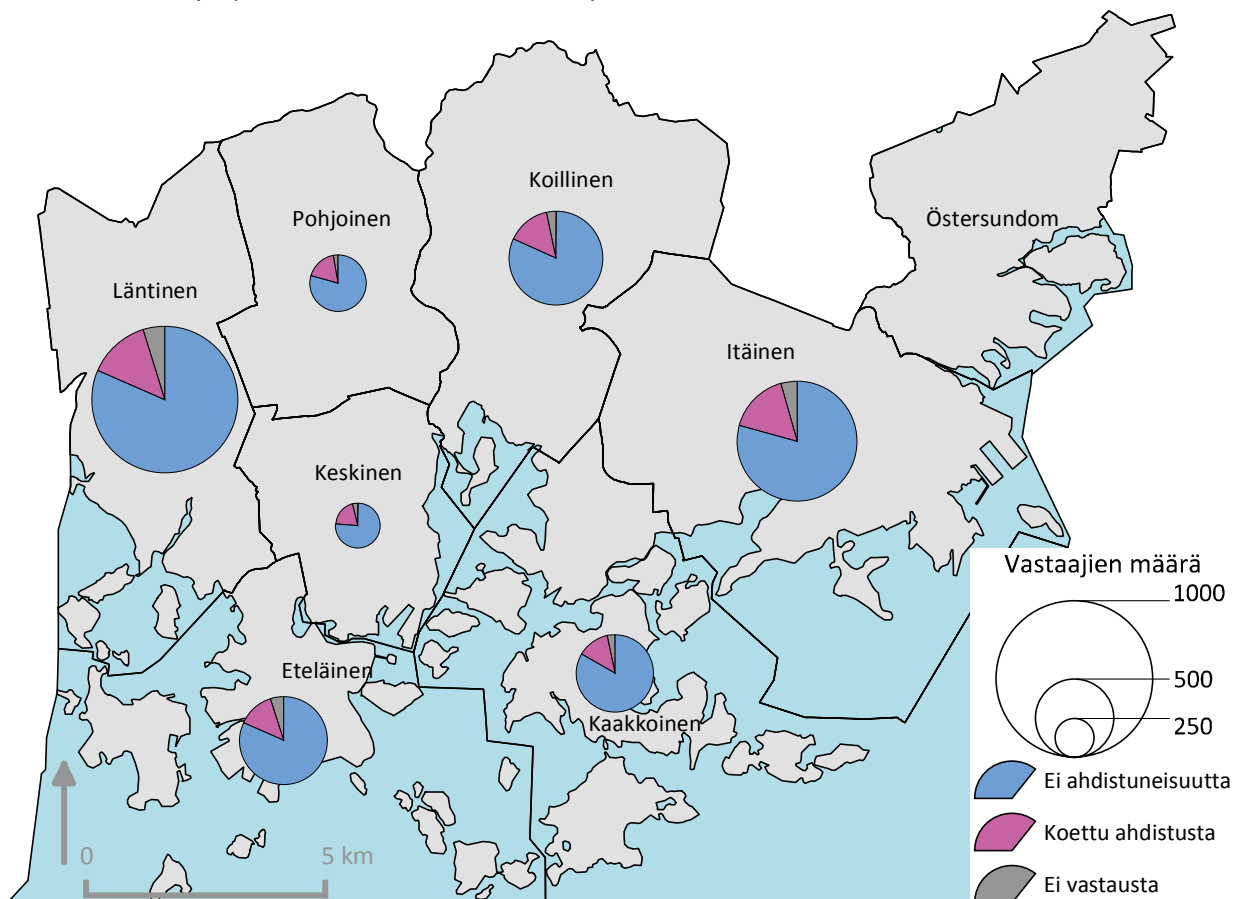 Koillinen
Pohjoinen
Östersundom
Läntinen
Itäinen
Keskinen
Eteläinen
Kaakkoinen
0
5 km
Vastaajien määrä
1000
500
250
Ei ahdistuneisuutta
Koettu ahdistusta
Ei vastausta